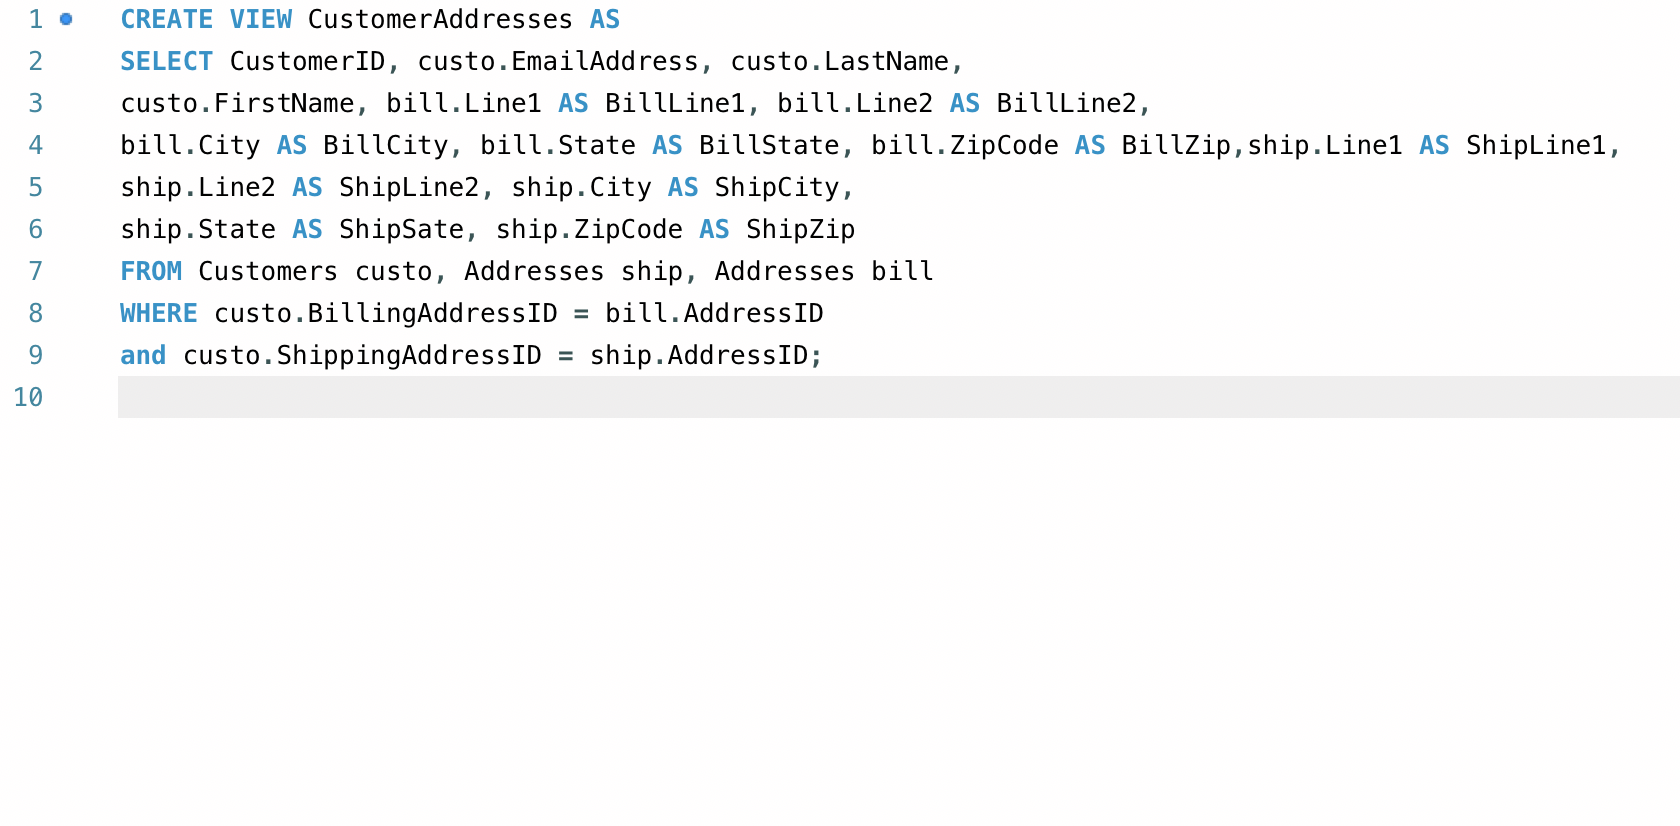 1 CREATE VIEW CustomerAddresses AS
2 SELECT CustomerID, custo.EmailAddress, custo.LastName,
3 custo.FirstName, bill.Line1 AS BillLine1, bill.Line2 AS BillLine2,
4 bill.City AS BillCity, bill.State AS BillState, bill.ZipCode AS BillZip,ship.Line1 AS ShipLine1,
5 ship.Line2 AS ShipLine2, ship.City AS ShipCity,
6 ship.State AS ShipSate, ship.ZipCode AS ShipZip
7 FROM Customers custo, Addresses ship, Addresses bill
8 WHERE custo.BillingAddressID = bill.AddressID
9 and custo.ShippingAddressID = ship.AddressID;
10